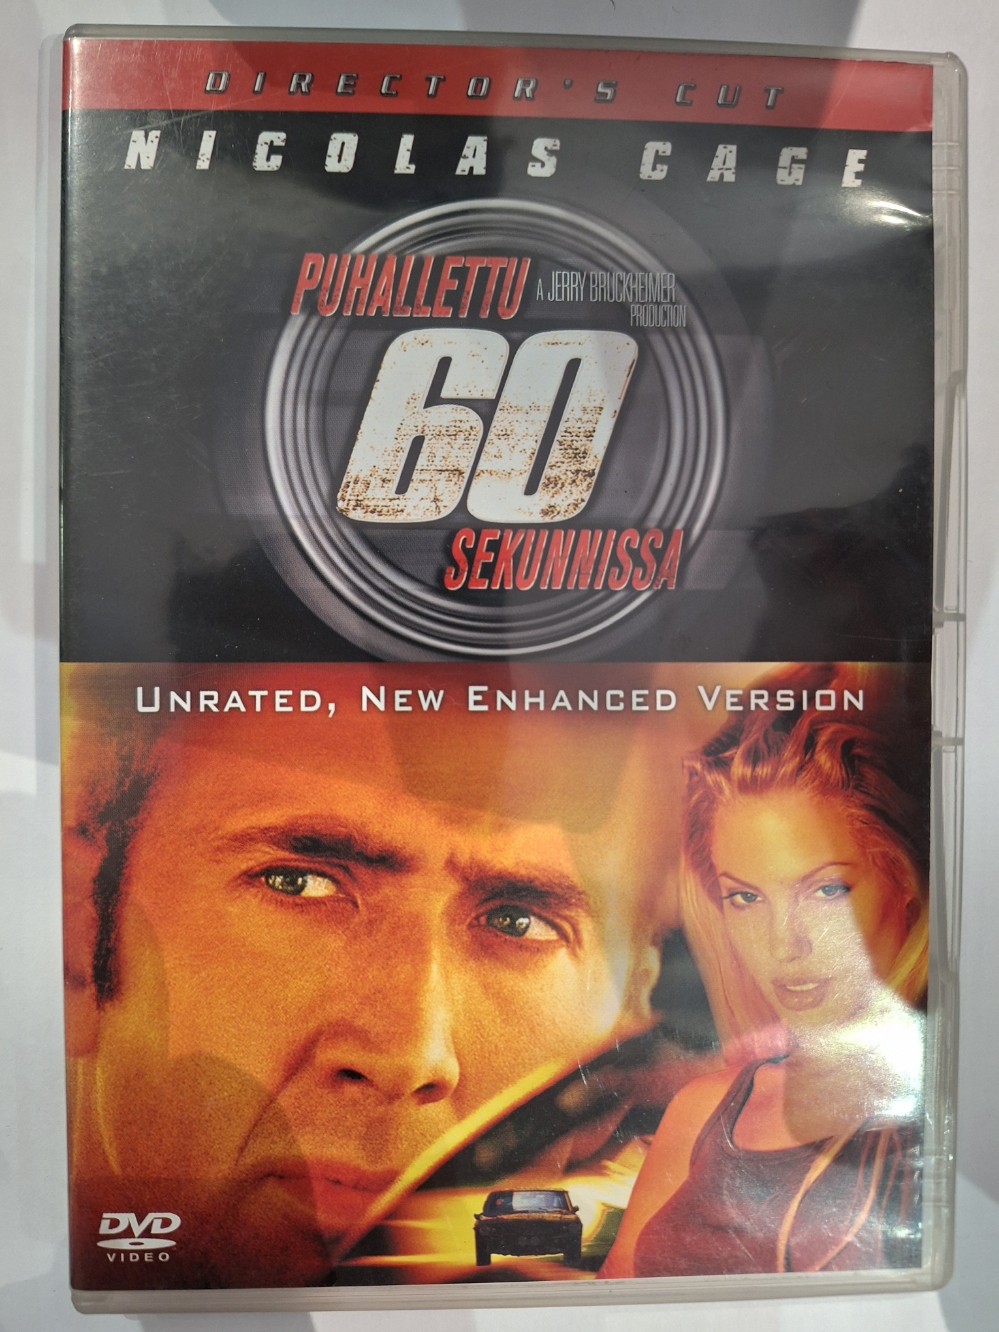 DIRECTOR'S CUT
NICOLAS CAGE
PUHALLETTU
A JERRY BRUCKHEIMER
PRODUCTION
60
SEKUNNISSA
UNRATED, NEW ENHANCED VERSION
DVD
VIDEO